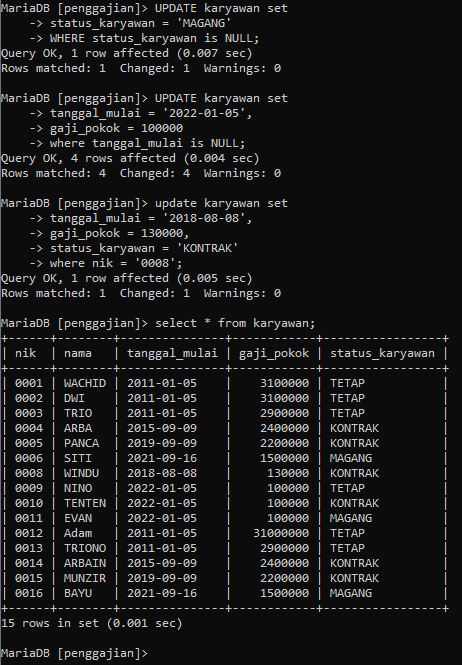 MariaDB [penggajian]> UPDATE karyawan set
    -> status_karyawan = 'MAGANG'
    -> WHERE status_karyawan is NULL;
Query OK, 1 row affected (0.007 sec)
Rows matched: 1  Changed: 1  Warnings: 0

MariaDB [penggajian]> UPDATE karyawan set
    -> tanggal_mulai = '2022-01-05',
    -> gaji_pokok = 100000
    -> where tanggal_mulai is NULL;
Query OK, 4 rows affected (0.004 sec)
Rows matched: 4  Changed: 4  Warnings: 0

MariaDB [penggajian]> update karyawan set
    -> tanggal_mulai = '2018-08-08',
    -> gaji_pokok = 130000,
    -> status_karyawan = 'KONTRAK'
    -> where nik = '0008';
Query OK, 1 row affected (0.005 sec)
Rows matched: 1  Changed: 1  Warnings: 0

MariaDB [penggajian]> select * from karyawan;
+------+--------+---------------+------------+-----------------+
| nik  | nama   | tanggal_mulai | gaji_pokok | status_karyawan |
+------+--------+---------------+------------+-----------------+
| 0001 | WACHID | 2011-01-05    |    3100000 | TETAP           |
| 0002 | DWI    | 2011-01-05    |    3100000 | TETAP           |
| 0003 | TRIO   | 2011-01-05    |    2900000 | TETAP           |
| 0004 | ARBA   | 2015-09-09    |    2400000 | KONTRAK         |
| 0005 | PANCA  | 2019-09-09    |    2200000 | KONTRAK         |
| 0006 | SITI   | 2021-09-16    |    1500000 | MAGANG          |
| 0008 | WINDU  | 2018-08-08    |     130000 | KONTRAK         |
| 0009 | NINO   | 2022-01-05    |     100000 | TETAP           |
| 0010 | TENTEN | 2022-01-05    |     100000 | KONTRAK         |
| 0011 | EVAN   | 2022-01-05    |     100000 | MAGANG          |
| 0012 | Adam   | 2011-01-05    |   31000000 | TETAP           |
| 0013 | TRIONO | 2011-01-05    |    2900000 | TETAP           |
| 0014 | ARBAIN | 2015-09-09    |    2400000 | KONTRAK         |
| 0015 | MUNZIR | 2019-09-09    |    2200000 | KONTRAK         |
| 0016 | BAYU   | 2021-09-16    |    1500000 | MAGANG          |
+------+--------+---------------+------------+-----------------+
15 rows in set (0.001 sec)

MariaDB [penggajian]>